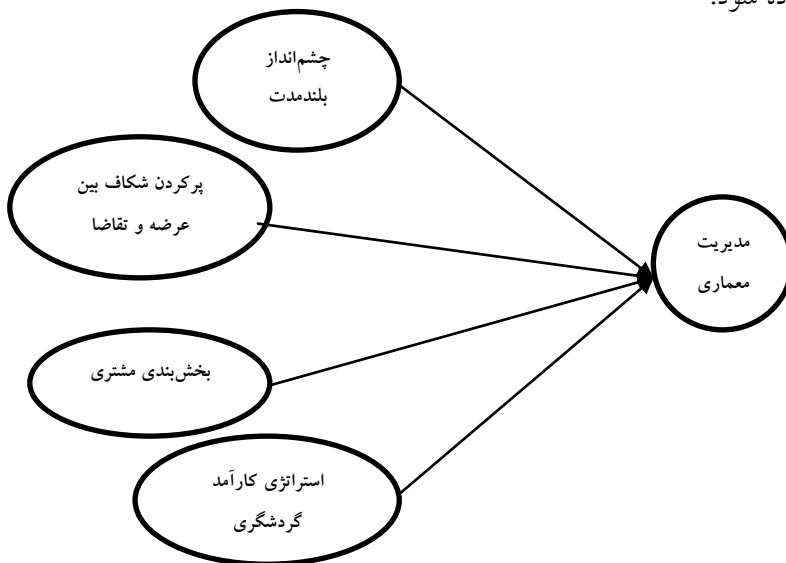 چشم‌انداز
بلندمدت
پرکردن شکاف بین
عرضه و تقاضا
مدیریت
معماری
بخش‌بندی مشتری
استراتژی کارآمد
گردشگری